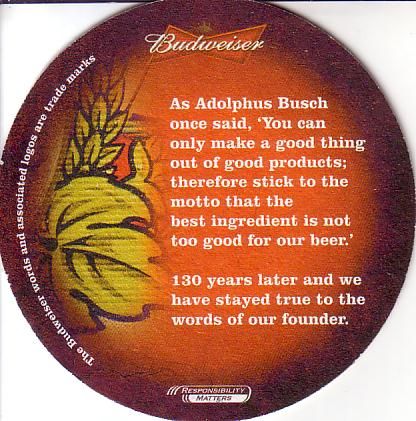 Budweiser
The Budweiser words and associated logos are trade marks
As Adolphus Busch
once said, ‘You can
only make a good thing
out of good products;
therefore stick to the
motto that the
best ingredient is not
too good for our beer.’
130 years later and we
have stayed true to the
words of our founder.
RESPONSIBILITY
MATTERS